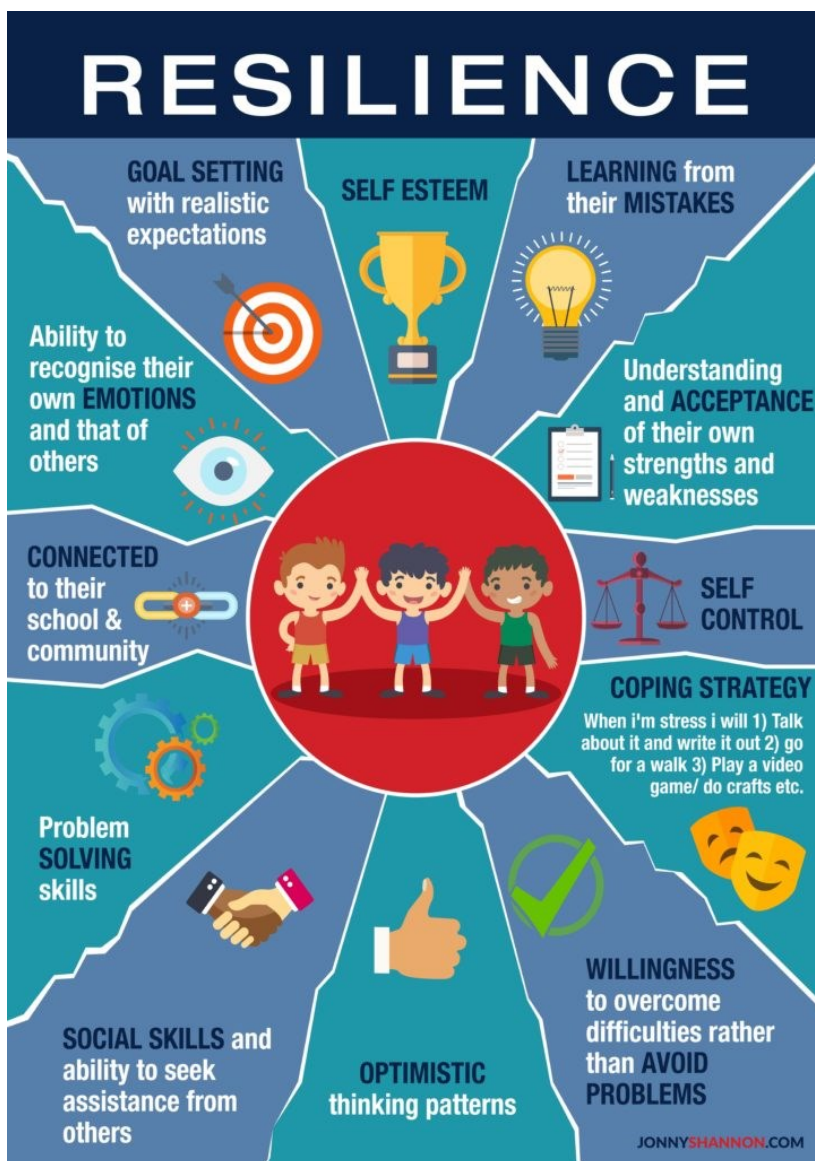 RESILIENCE
GOAL SETTING
with realistic
expectations
SELF ESTEEM
LEARNING from
their MISTAKES
Ability to
recognise their
own EMOTIONS
and that of
others
Understanding
and ACCEPTANCE
of their own
strengths and
weaknesses
CONNECTED
to their
school &
community
SELF
CONTROL
COPING STRATEGY
When i'm stress i will 1) Talk
about it and write it out 2) go
for a walk 3) Play a video
game/ do crafts etc.
Problem
SOLVING
skills
SOCIAL SKILLS and
ability to seek
assistance from
others
OPTIMISTIC
thinking patterns
WILLINGNESS
to overcome
difficulties rather
than AVOID
PROBLEMS
JONNYSHANNON.COM